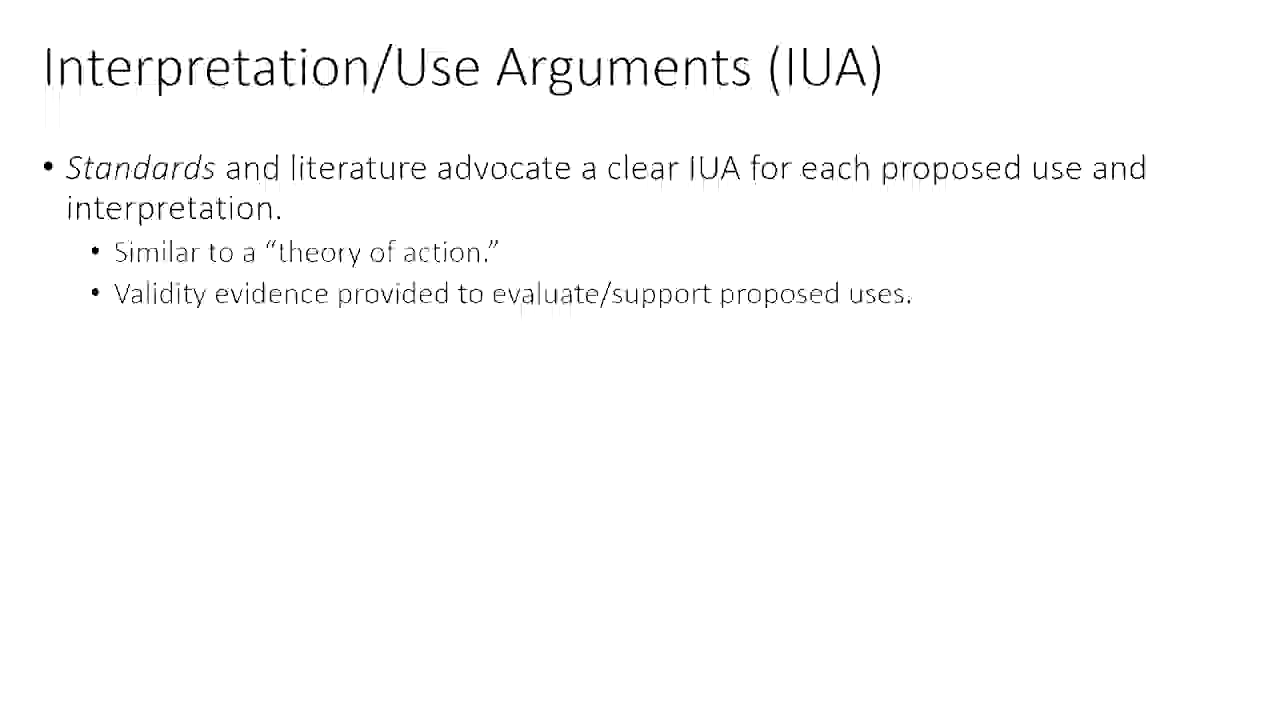 Interpretation/Use Arguments (IUA)
• Standards and literature advocate a clear IUA for each proposed use and
interpretation.
• Similar to a “theory of action.”
• Validity evidence provided to evaluate/support proposed uses.